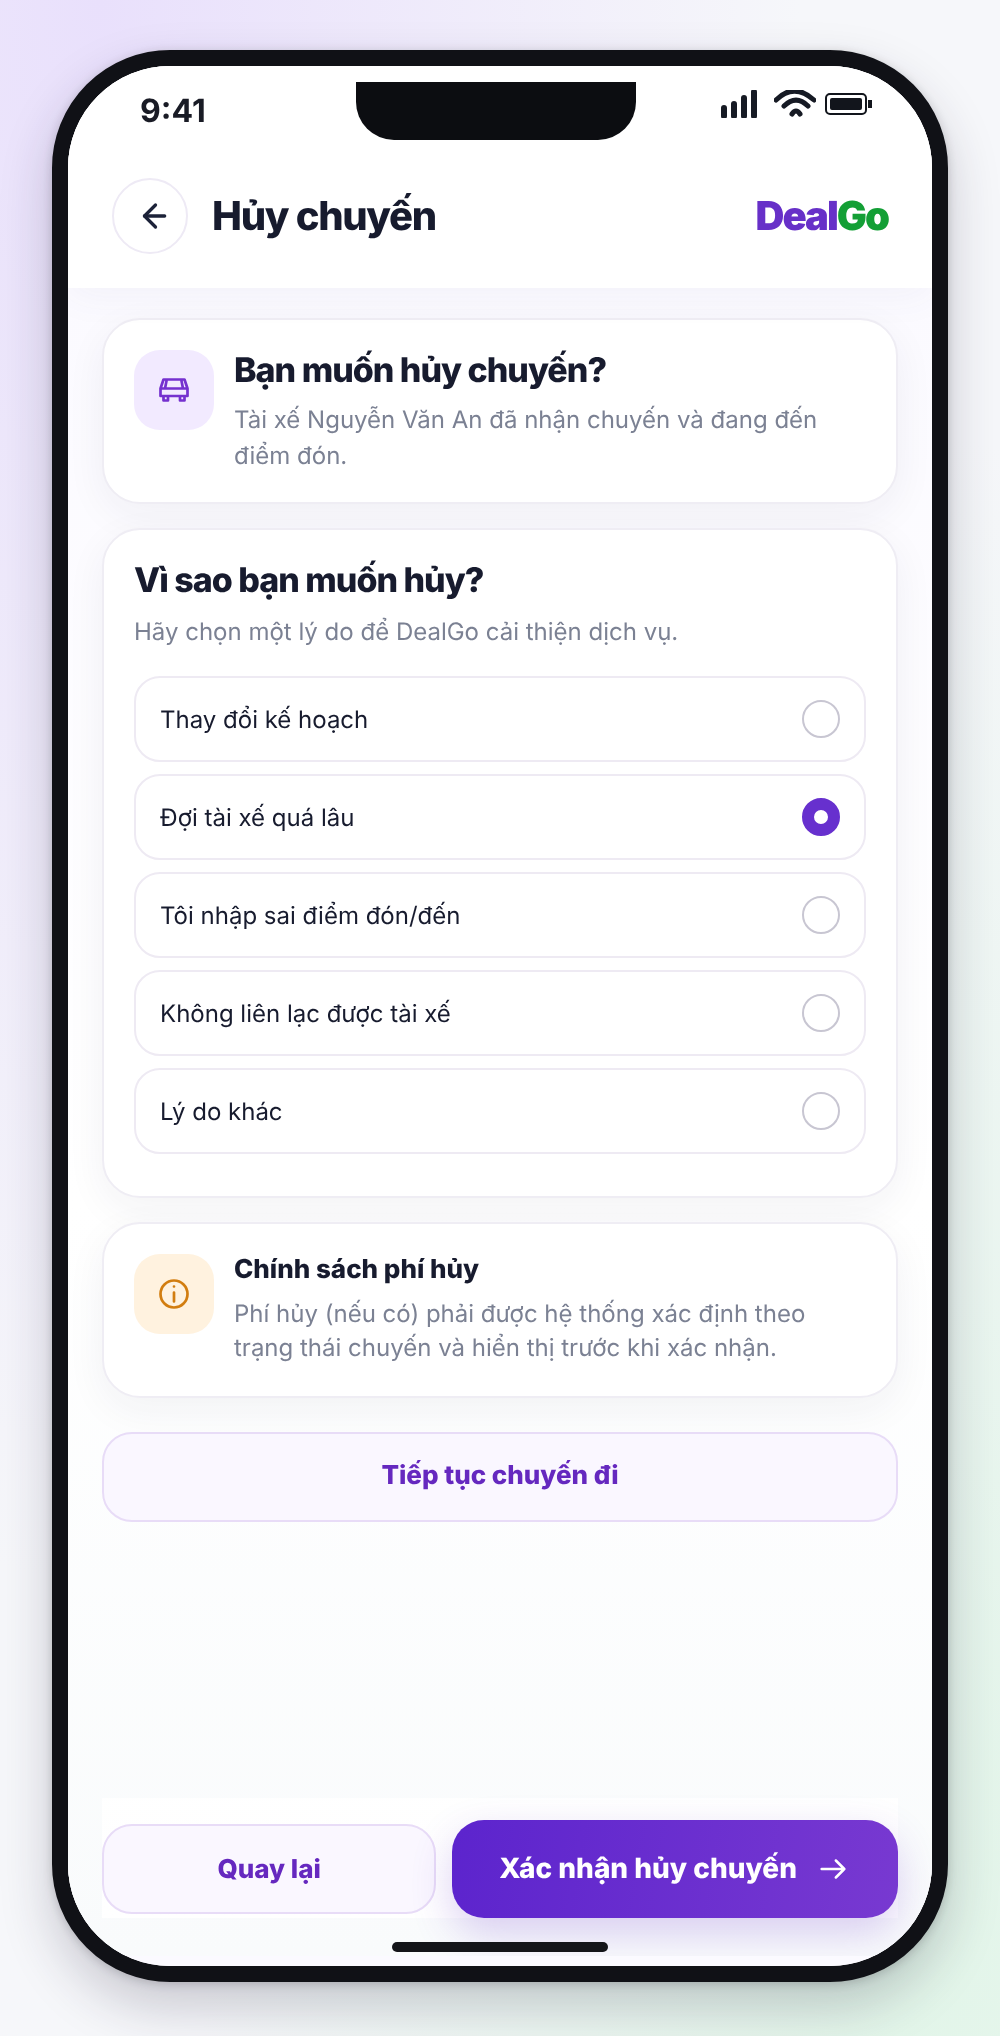 9:41
Hủy chuyến
DealGo
Bạn muốn hủy chuyến?
Tài xế Nguyễn Văn An đã nhận chuyến và đang đến
điểm đón.
Vì sao bạn muốn hủy?
Hãy chọn một lý do để DealGo cải thiện dịch vụ.
Thay đổi kế hoạch
Đợi tài xế quá lâu
Tôi nhập sai điểm đón/đến
Không liên lạc được tài xế
Lý do khác
Chính sách phí hủy
Phí hủy (nếu có) phải được hệ thống xác định theo
trạng thái chuyến và hiển thị trước khi xác nhận.
Tiếp tục chuyến đi
Quay lại
Xác nhận hủy chuyến